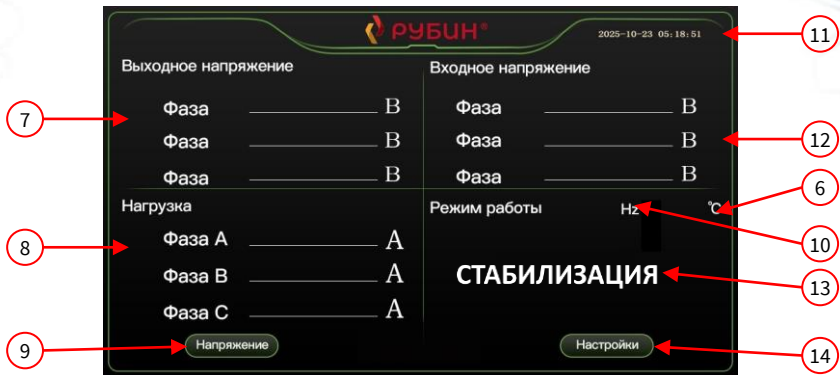 РУБИН®
2025-10-23 05:18:51
11
Выходное напряжение
Входное напряжение
7
Фаза В
Фаза В
Фаза В
Фаза В
Фаза В
Фаза В
12
6
Нагрузка
Режим работы Hz ℃
8
Фаза A A
Фаза B A
Фаза C A
10
СТАБИЛИЗАЦИЯ
13
9
Напряжение
Настройки
14